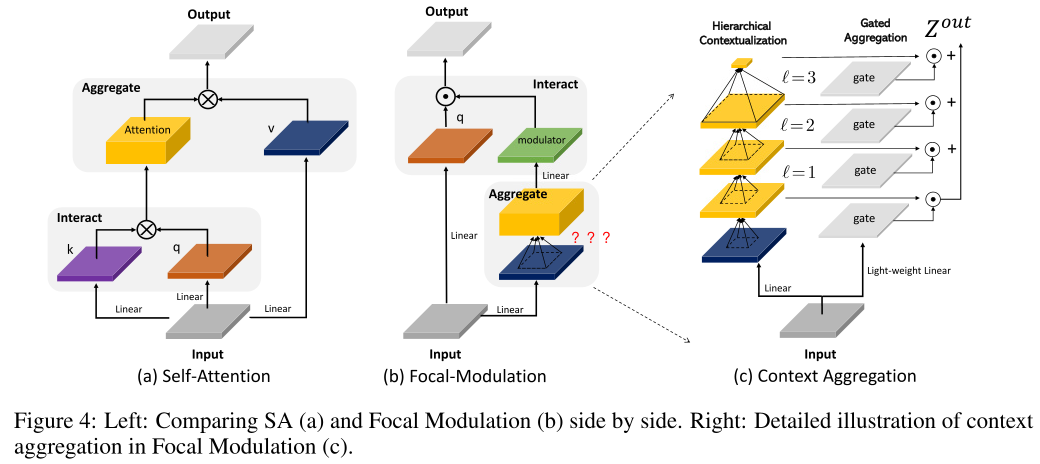 Output
Aggregate
Attention
v
Interact
k
q
Linear
Linear
Linear
Input
(a) Self-Attention
Output
Interact
q
modulator
Linear
Aggregate
? ? ?
Linear
Linear
Input
(b) Focal-Modulation
Hierarchical
Contextualization
Gated
Aggregation
Z^{out}
ℓ=3
gate
+
ℓ=2
gate
+
ℓ=1
gate
+
gate
Linear
Light-weight Linear
Input
(c) Context Aggregation
Figure 4: Left: Comparing SA (a) and Focal Modulation (b) side by side. Right: Detailed illustration of context
aggregation in Focal Modulation (c).